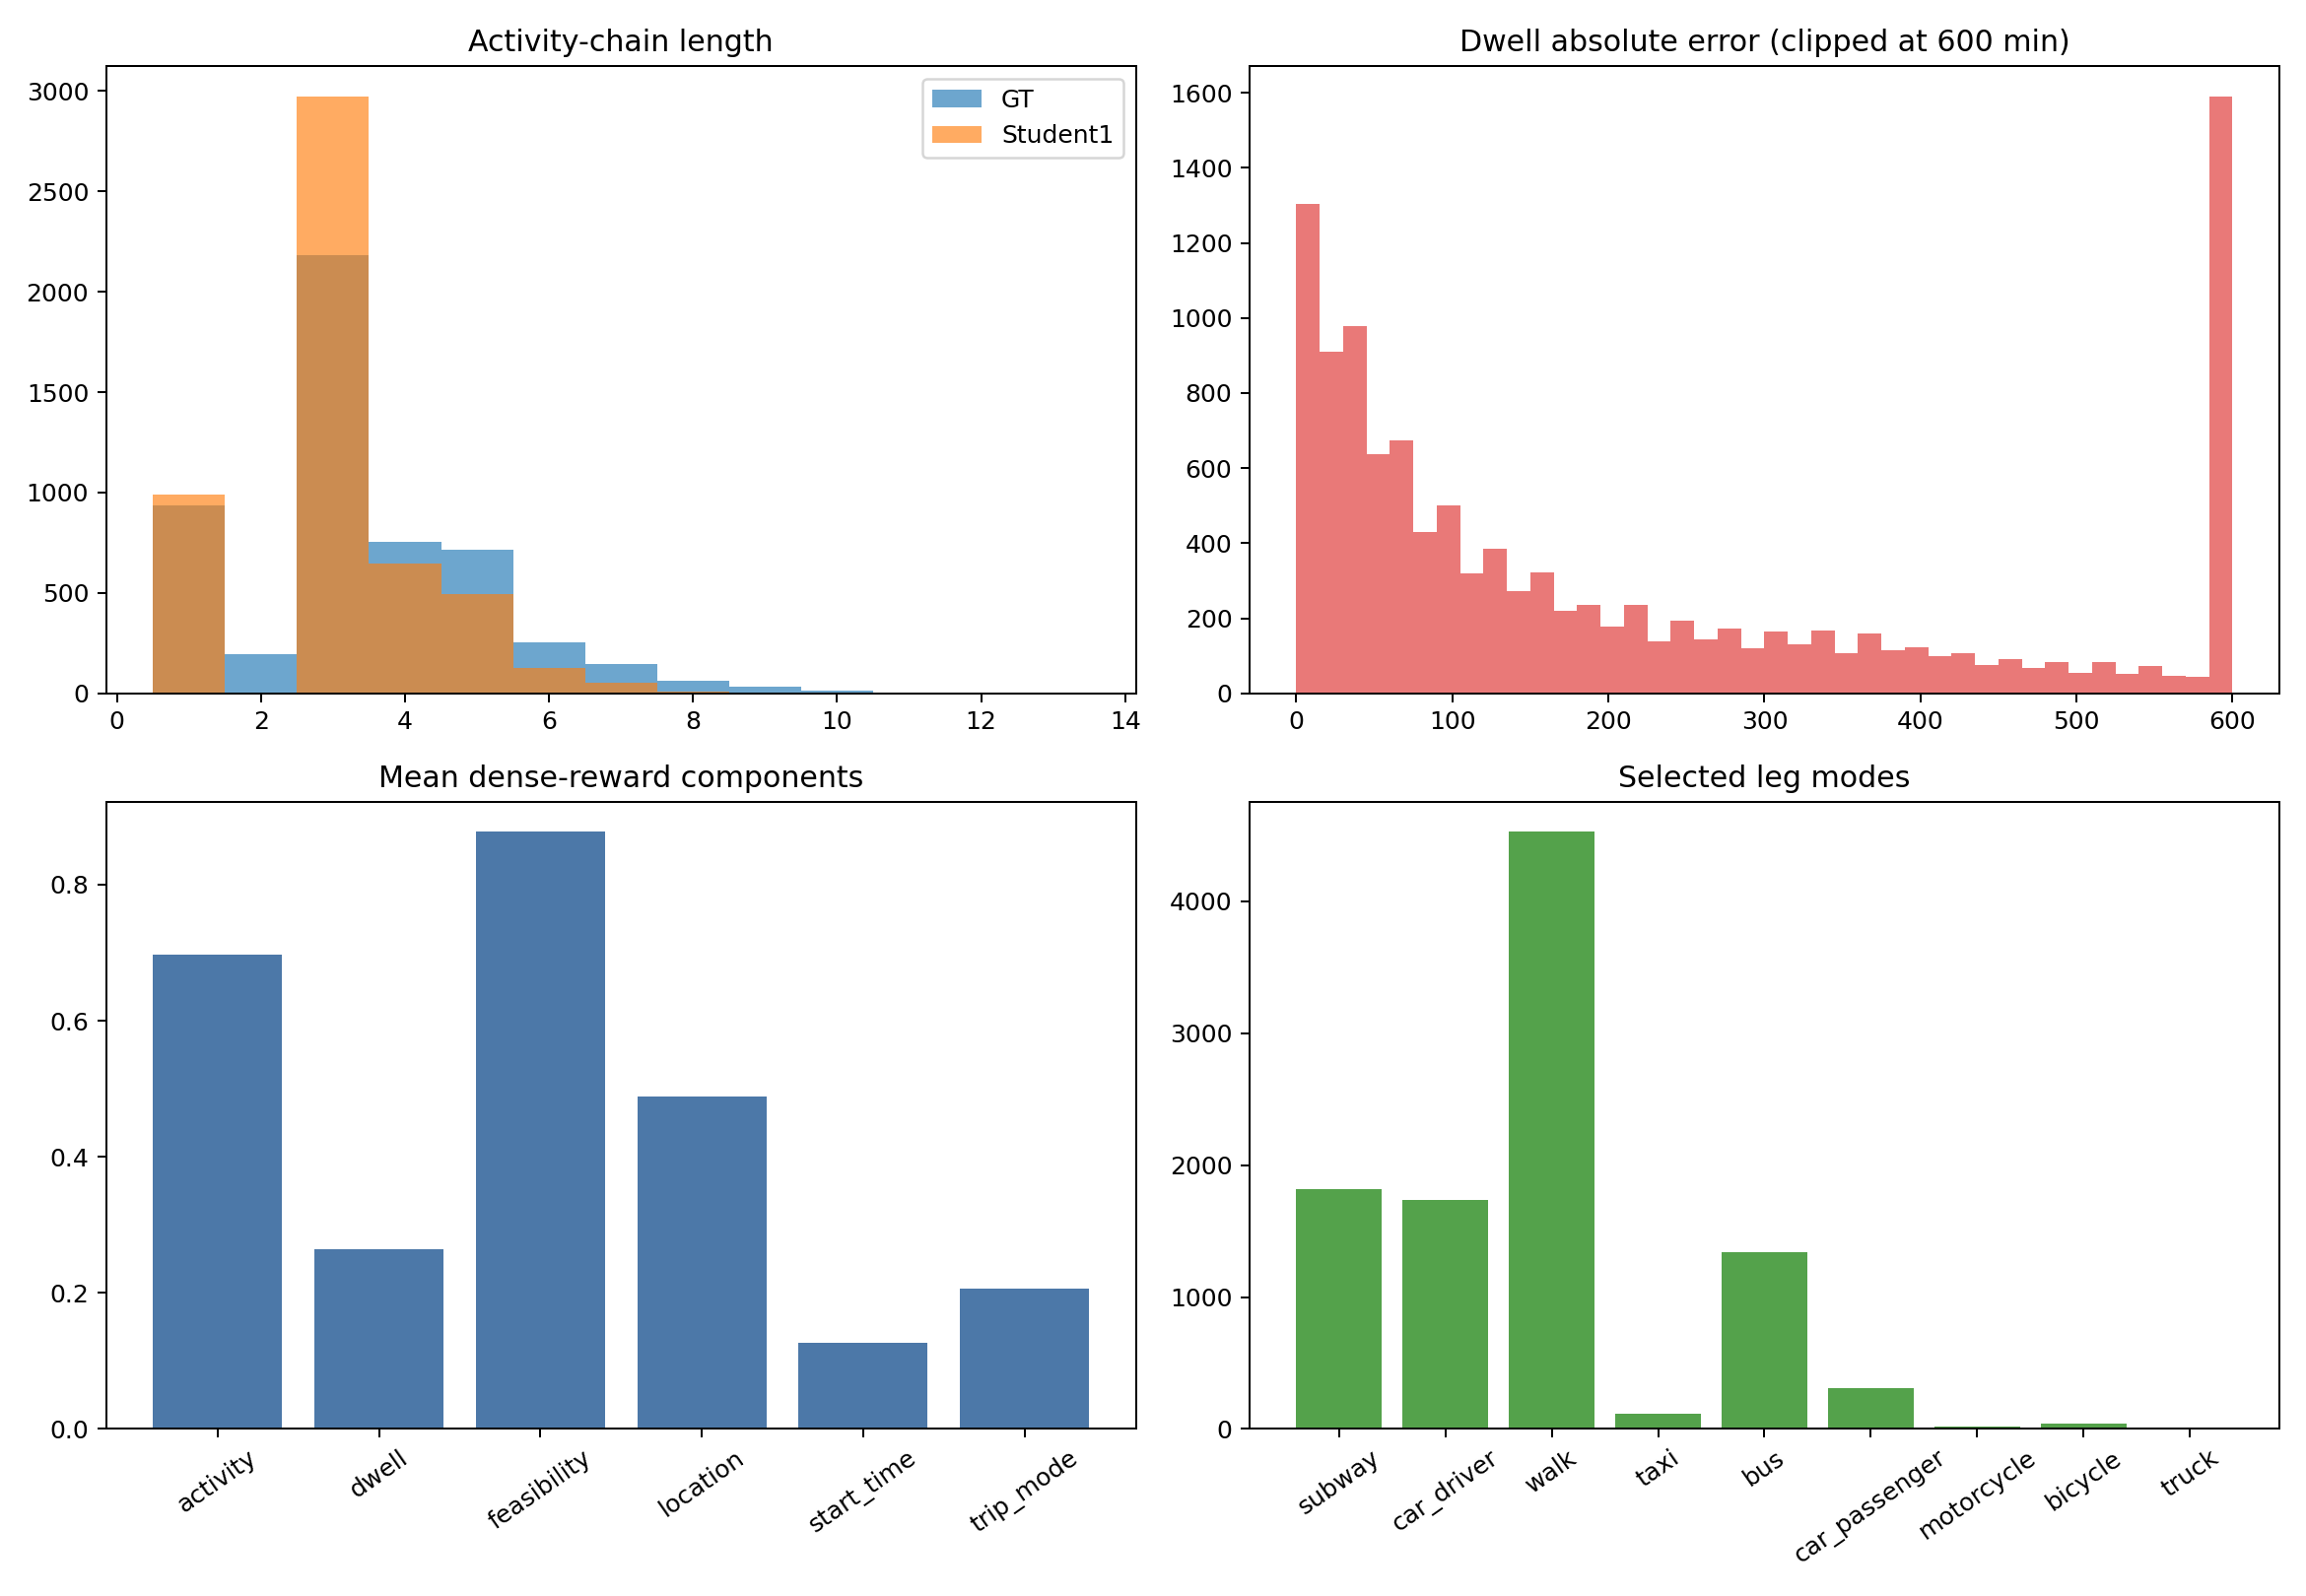 Activity-chain length
3000
2500
2000
1500
1000
500
0
0 2 4 6 8 10 12 14
GT
Student1
Dwell absolute error (clipped at 600 min)
1600
1400
1200
1000
800
600
400
200
0
0 100 200 300 400 500 600
Mean dense-reward components
0.8
0.6
0.4
0.2
0.0
activity dwell feasibility location start_time trip_mode
Selected leg modes
4000
3000
2000
1000
0
subway car_driver walk taxi bus car_passenger motorcycle bicycle truck